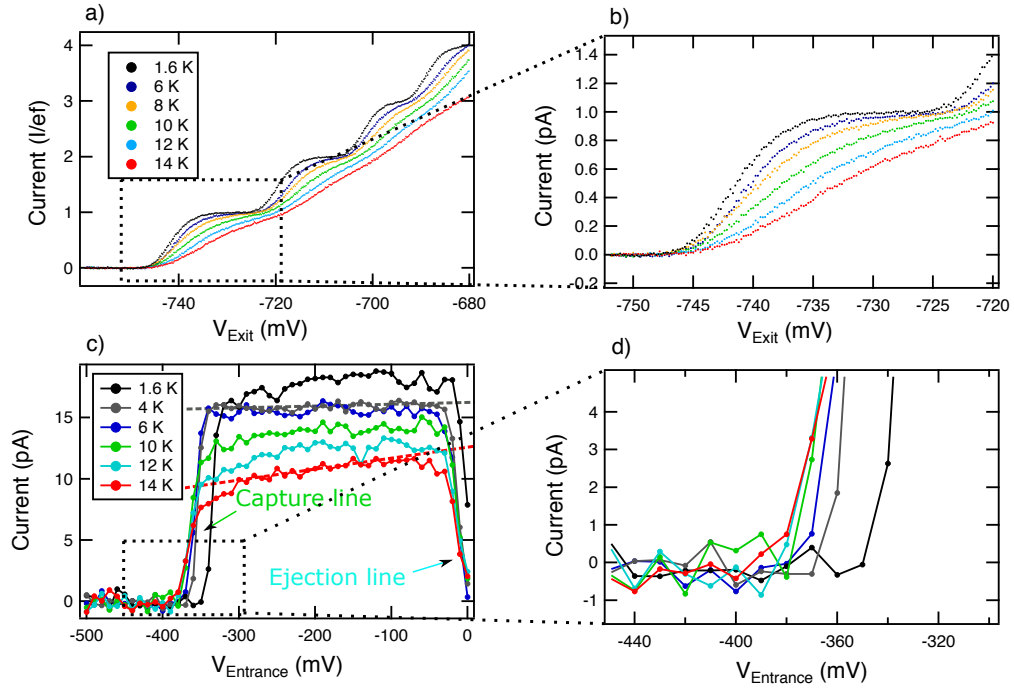 a)
Current (I/ef)
4
3
2
1
0
1.6 K
6 K
8 K
10 K
12 K
14 K
-740
-720
-700
-680
V_Exit (mV)
b)
Current (pA)
1.4
1.2
1.0
0.8
0.6
0.4
0.2
0.0
-0.2
-750
-745
-740
-735
-730
-725
-720
V_Exit (mV)
c)
Current (pA)
15
10
5
0
1.6 K
4 K
6 K
10 K
12 K
14 K
Capture line
Ejection line
-500
-400
-300
-200
-100
0
V_Entrance (mV)
d)
Current (pA)
4
3
2
1
0
-440
-400
-360
-320
V_Entrance (mV)